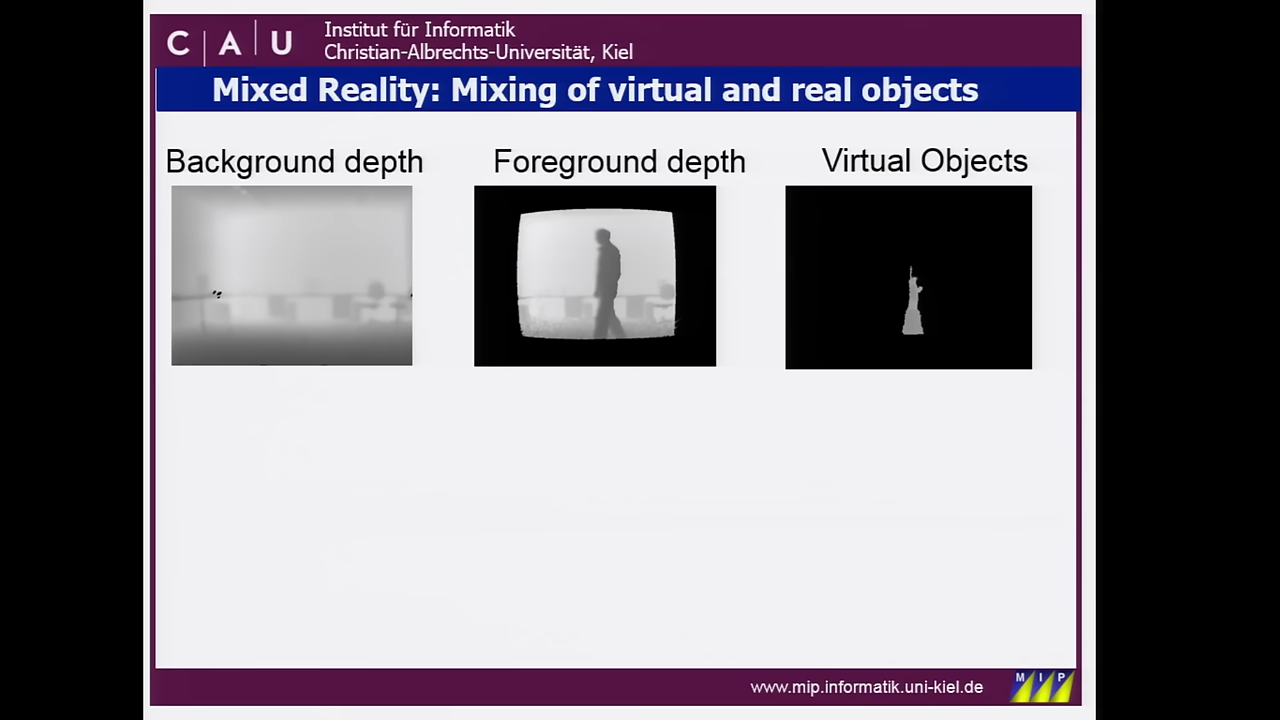 C A U
Institut für Informatik
Christian-Albrechts-Universität, Kiel
Mixed Reality: Mixing of virtual and real objects
Background depth
Foreground depth
Virtual Objects
www.mip.informatik.uni-kiel.de
M I P